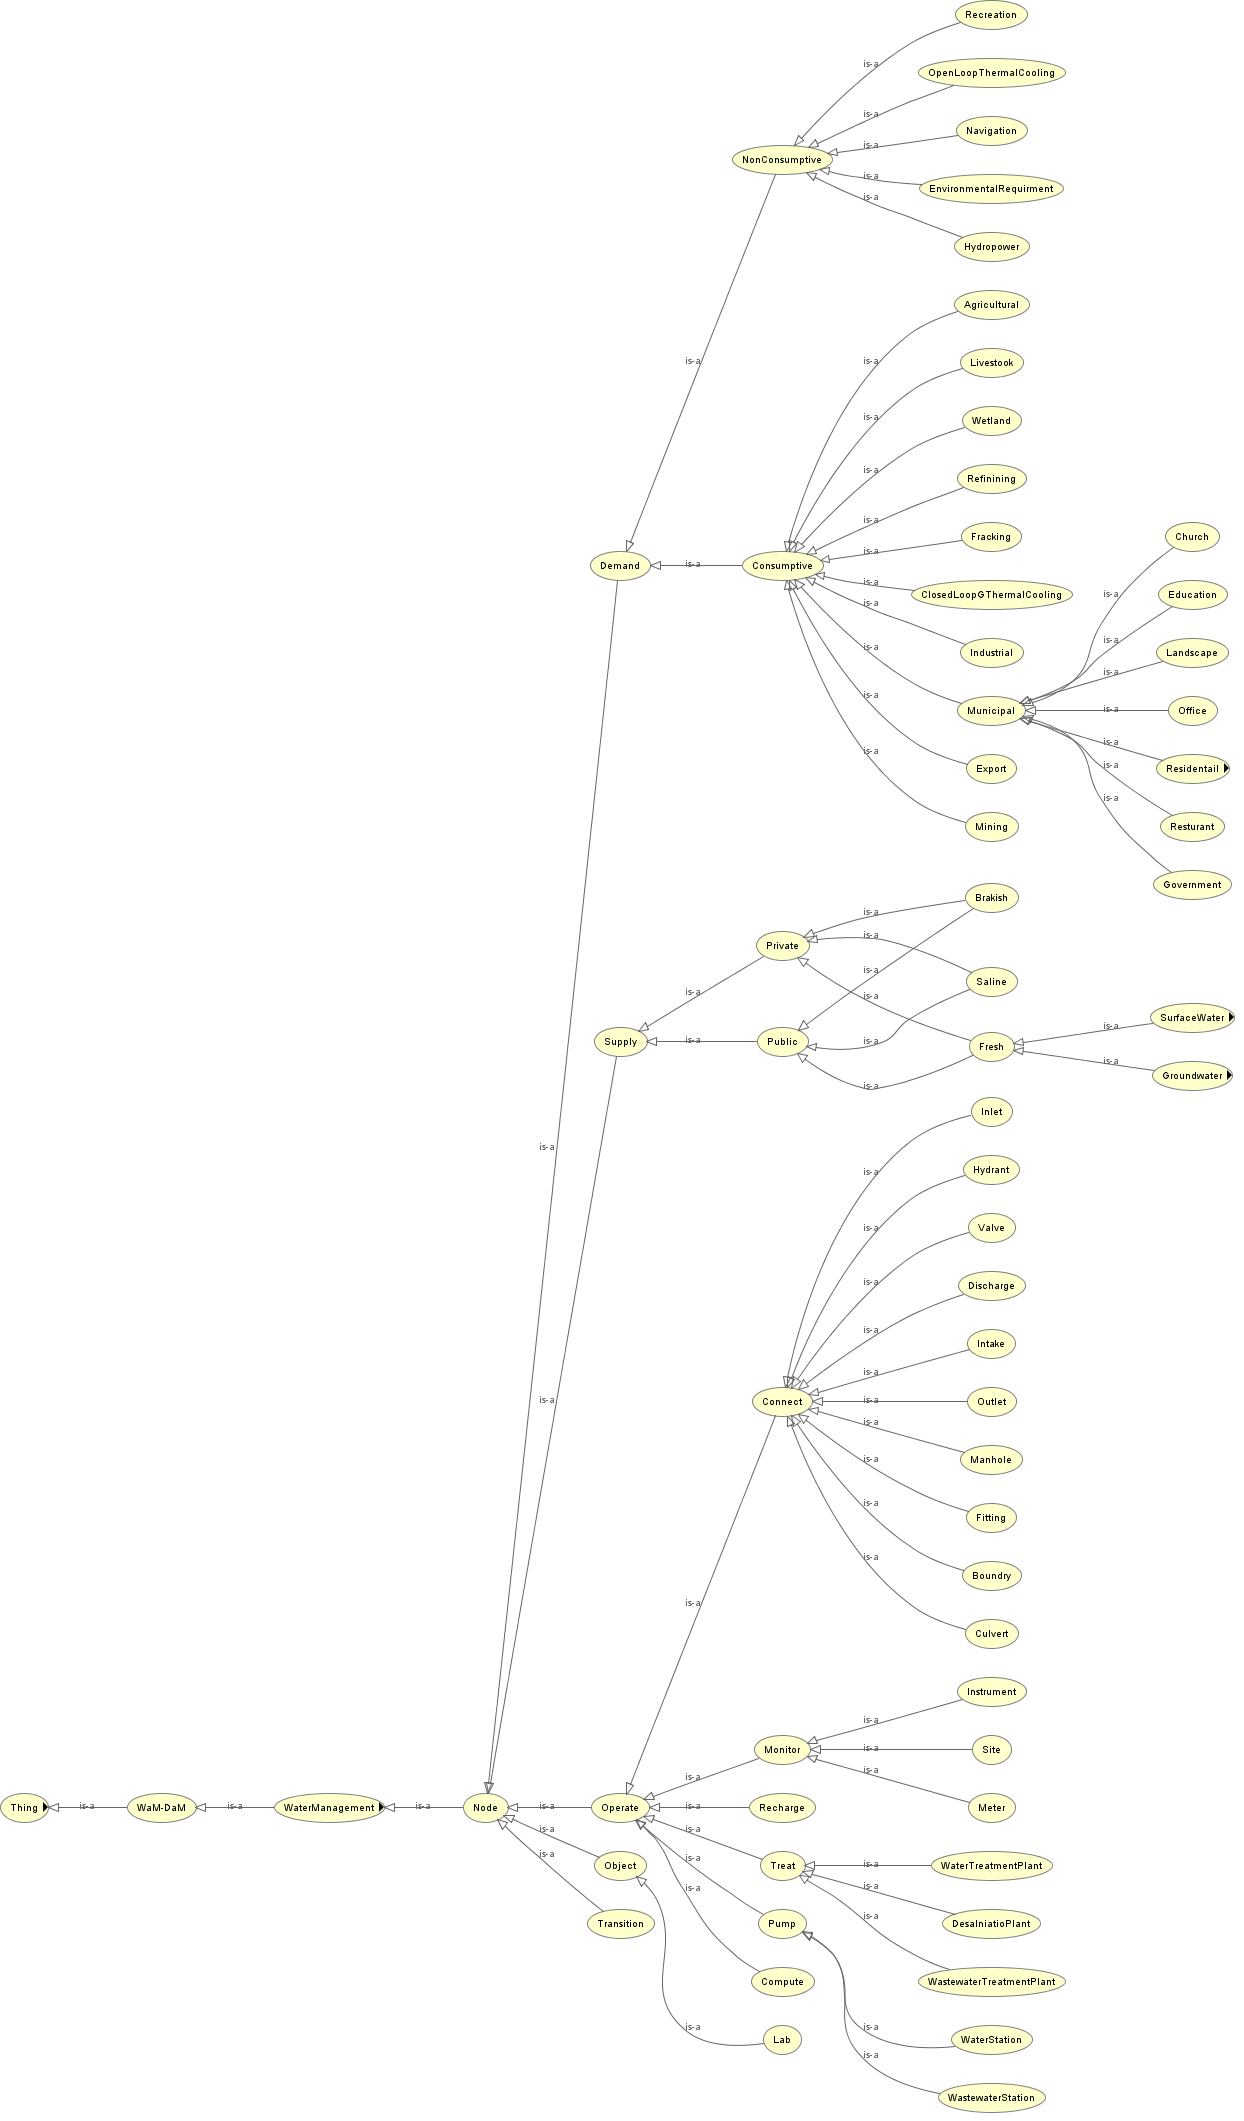 Recreation
is-a
OpenLoopThermalCooling
is-a
Navigation
is-a
NonConsumptive
is-a
EnvironmentalRequirment
is-a
Hydropower
Agricultural
is-a
is-a
Livestook
is-a
Wetland
is-a
Refinining
is-a
Fracking
Church
is-a
Demand
is-a
Consumptive
is-a
ClosedLoopGThermalCooling
is-a
Education
is-a
Industrial
is-a
Landscape
is-a
is-a
Municipal
is-a
Office
is-a
is-a
Export
is-a
Residentail
is-a
is-a
Mining
Resturant
Government
Brakish
is-a
Private
is-a
is-a
Saline
is-a
is-a
SurfaceWater
is-a
Supply
is-a
Public
is-a
Fresh
is-a
is-a
Groundwater
Inlet
is-a
is-a
Hydrant
is-a
Valve
is-a
Discharge
is-a
Intake
is-a
is-a
Connect
is-a
Outlet
is-a
Manhole
is-a
Fitting
is-a
Boundry
is-a
is-a
Culvert
Instrument
is-a
Monitor
is-a
Site
is-a
is-a
Thing
is-a
WaM-DaM
is-a
WaterManagement
is-a
Node
is-a
Operate
is-a
Recharge
Meter
is-a
is-a
is-a
is-a
Object
Treat
is-a
WaterTreatmentPlant
is-a
is-a
Transition
Pump
is-a
DesalniatioPlant
Compute
WastewaterTreatmentPlant
is-a
is-a
Lab
WaterStation
is-a
WastewaterStation